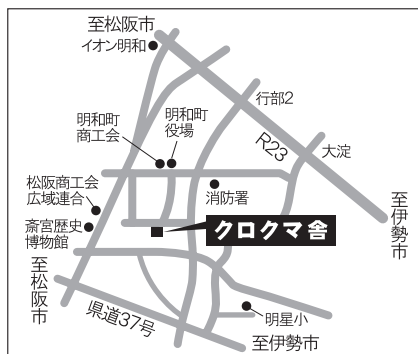 至松阪市
イオン明和
行部2
明和町
商工会
明和町
役場
R23
大淀
松阪商工会
広域連合
消防署
至伊勢市
斎宮歴史
博物館
クロクマ舎
至松阪市
県道37号
明星小
至伊勢市